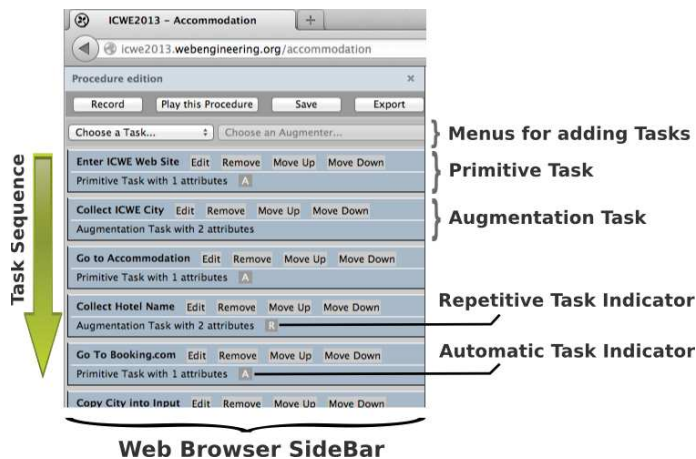 ICWE2013 – Accommodation
icwe2013.webengineering.org/accommodation
Procedure edition ×
Record Play this Procedure Save Export
Choose a Task... Choose an Augmenter... Menus for adding Tasks
Enter ICWE Web Site Edit Remove Move Up Move Down
Primitive Task with 1 attributes A Primitive Task
Collect ICWE City Edit Remove Move Up Move Down
Augmentation Task with 2 attributes Augmentation Task
Go to Accommodation Edit Remove Move Up Move Down
Primitive Task with 1 attributes A
Collect Hotel Name Edit Remove Move Up Move Down Repetitive Task Indicator
Augmentation Task with 2 attributes R
Go To Booking.com Edit Remove Move Up Move Down Automatic Task Indicator
Primitive Task with 1 attributes A
Copy City into Input Edit Remove Move Up Move Down
Task Sequence
Web Browser SideBar